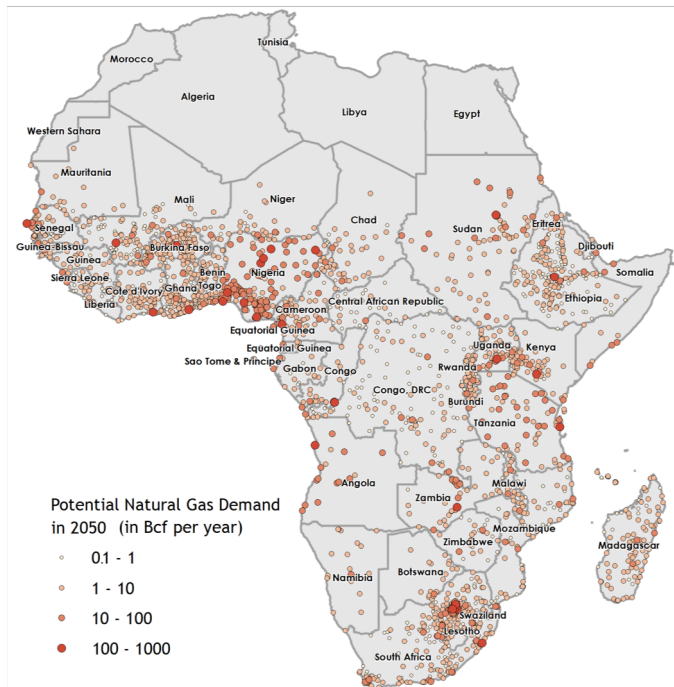 Tunisia
Morocco
Algeria
Libya
Egypt
Western Sahara
Mauritania
Mali
Niger
Chad
Sudan
Eritrea
Senegal
Guinea-Bissau
Burkina Faso
Djibouti
Guinea
Benin
Nigeria
Somalia
Sierra Leone
Togo
Cote d'Ivory
Ghana
Ethiopia
Liberia
Central African Republic
Cameroon
Equatorial Guinea
Equatorial Guinea
Uganda
Kenya
Sao Tome & Principe
Gabon
Congo
Rwanda
Congo, DRC
Burundi
Tanzania
Angola
Malawi
Zambia
Mozambique
Zimbabwe
Madagascar
Namibia
Botswana
Swaziland
Lesotho
South Africa
Potential Natural Gas Demand
in 2050 (in Bcf per year)
0.1 - 1
1 - 10
10 - 100
100 - 1000